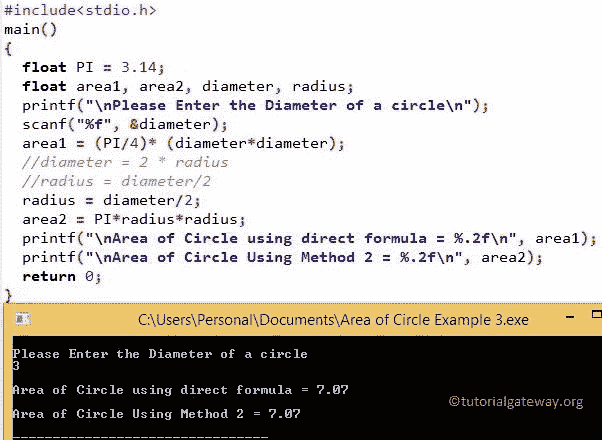 #include<stdio.h>
main()
{
  float PI = 3.14;
  float area1, area2, diameter, radius;
  printf("\nPlease Enter the Diameter of a circle\n");
  scanf("%f", &diameter);
  area1 = (PI/4)* (diameter*diameter);
  //diameter = 2 * radius
  //radius = diameter/2
  radius = diameter/2;
  area2 = PI*radius*radius;
  printf("\nArea of Circle using direct formula = %.2f\n", area1);
  printf("\nArea of Circle Using Method 2 = %.2f\n", area2);
  return 0;
}
C:\Users\Personal\Documents\Area of Circle Example 3.exe
Please Enter the Diameter of a circle
3
Area of Circle using direct formula = 7.07
©tutorialgateway.org
Area of Circle Using Method 2 = 7.07
--------------------------------